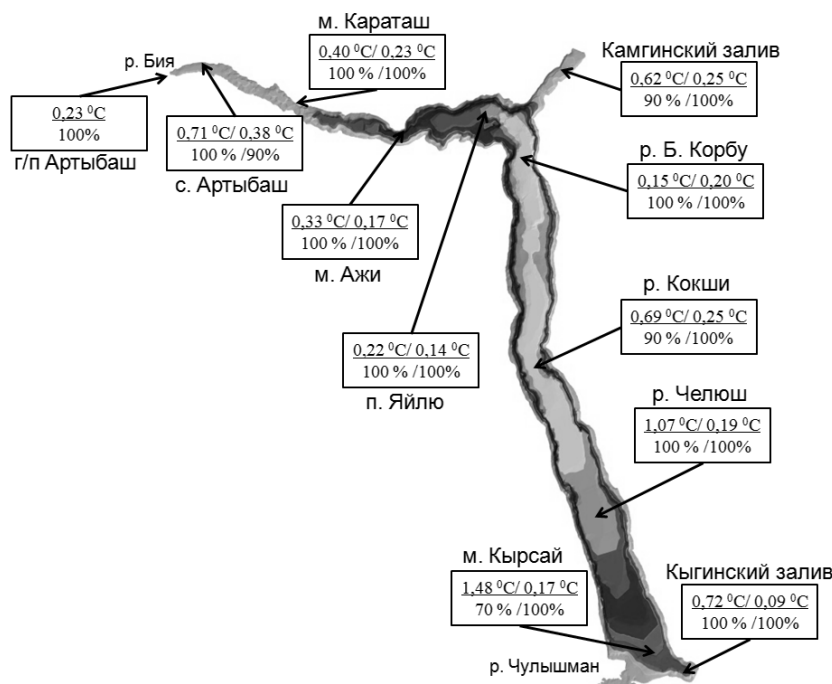 м. Караташ
0,40 ⁰C/ 0,23 ⁰C
100 % /100%
Камгинский залив
0,62 ⁰C/ 0,25 ⁰C
90 % /100%
р. Бия
0,23 ⁰C
100%
г/п Артыбаш
0,71 ⁰C/ 0,38 ⁰C
100 % /90%
с. Артыбаш
р. Б. Корбу
0,15 ⁰C/ 0,20 ⁰C
100 % /100%
0,33 ⁰C/ 0,17 ⁰C
100 % /100%
м. Ажи
р. Кокши
0,69 ⁰C/ 0,25 ⁰C
90 % /100%
0,22 ⁰C/ 0,14 ⁰C
100 % /100%
п. Яйлю
р. Челюш
1,07 ⁰C/ 0,19 ⁰C
100 % /100%
м. Кырсай
1,48 ⁰C/ 0,17 ⁰C
70 % /100%
Кыгинский залив
0,72 ⁰C/ 0,09 ⁰C
100 % /100%
р. Чулышман